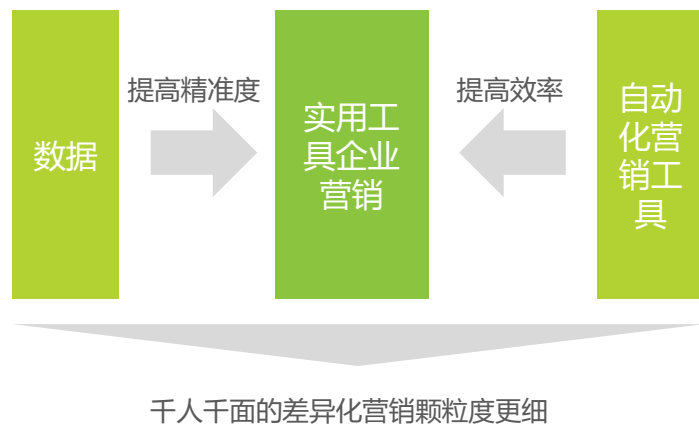 数据
提高精准度
实用工
具企业
营销
提高效率
自动
化营
销工
具
千人千面的差异化营销颗粒度更细